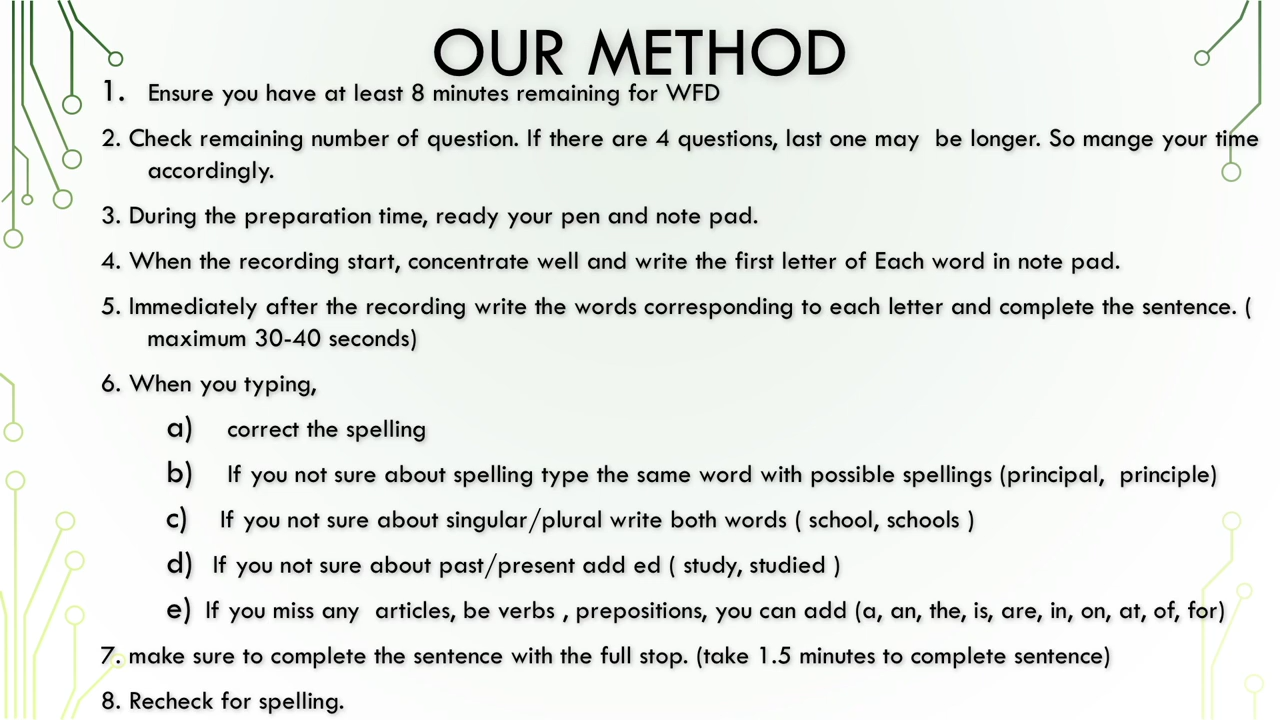 OUR METHOD
1. Ensure you have at least 8 minutes remaining for WFD
2. Check remaining number of question. If there are 4 questions, last one may  be longer. So mange your time
accordingly.
3. During the preparation time, ready your pen and note pad.
4. When the recording start, concentrate well and write the first letter of Each word in note pad.
5. Immediately after the recording write the words corresponding to each letter and complete the sentence. (
maximum 30-40 seconds)
6. When you typing,
a) correct the spelling
b) If you not sure about spelling type the same word with possible spellings (principal,  principle)
c) If you not sure about singular/plural write both words ( school, schools )
d) If you not sure about past/present add ed ( study, studied )
e) If you miss any  articles, be verbs , prepositions, you can add (a, an, the, is, are, in, on, at, of, for)
7. make sure to complete the sentence with the full stop. (take 1.5 minutes to complete sentence)
8. Recheck for spelling.